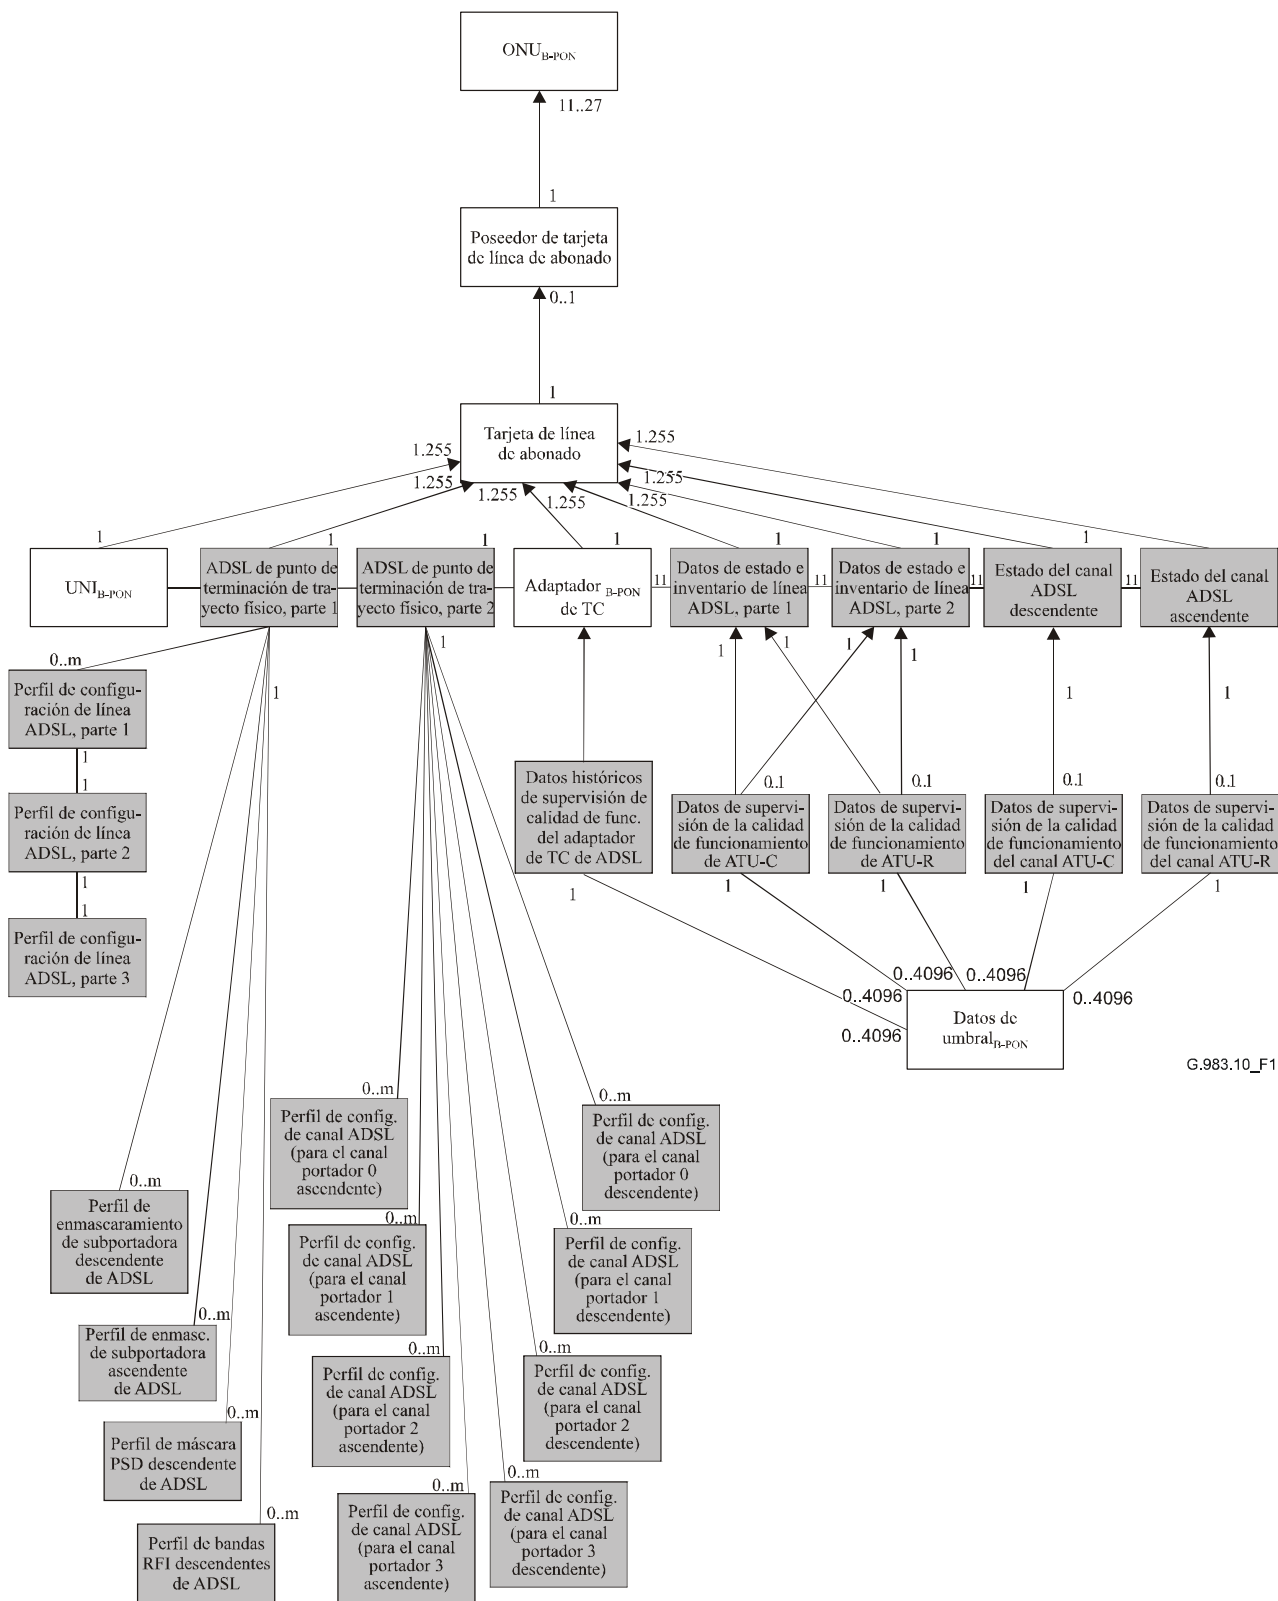 ONU B-PON
11..27
1
Poseedor de tarjeta
de línea de abonado
0..1
1
Tarjeta de línea
de abonado
1.255
1.255
1.255
1.255
1.255
1.255
1.255
1
1
1
1
1
1
1
1
UNI B-PON
ADSL de punto de
terminación de tra-
yecto físico, parte 1
ADSL de punto de
terminación de tra-
yecto físico, parte 2
Adaptador B-PON
de TC
11
Datos de estado e
inventario de línea
ADSL, parte 1
11
Datos de estado e
inventario de línea
ADSL, parte 2
11
Estado del canal
ADSL
descendente
11
Estado del canal
ADSL
ascendente
0..m
1
1
1
1
1
1
1
1
Perfil de configu-
ración de línea
ADSL, parte 1
1
1
Perfil de configu-
ración de línea
ADSL, parte 2
1
1
Perfil de configu-
ración de línea
ADSL, parte 3
Datos históricos
de supervisión de
calidad de func.
del adaptador
de TC de ADSL
1
0.1
Datos de supervi-
sión de la calidad
de funcionamiento
de ATU-C
1
0.1
Datos de supervi-
sión de la calidad
de funcionamiento
de ATU-R
1
0.1
Datos de supervi-
sión de la calidad
de funcionamiento
del canal ATU-C
1
0.1
Datos de supervi-
sión de la calidad
de funcionamiento
del canal ATU-R
1
0..4096
0..4096
0..4096
0..4096
0..4096
Datos de
umbral B-PON
G.983.10_F1
0..m
Perfil de config.
de canal ADSL
(para el canal
portador 0
ascendente)
0..m
Perfil de config.
de canal ADSL
(para el canal
portador 0
descendente)
0..m
Perfil de
enmascaramiento
de subportadora
descendente
de ADSL
0..m
Perfil de config.
de canal ADSL
(para el canal
portador 1
ascendente)
0..m
Perfil de config.
de canal ADSL
(para el canal
portador 1
descendente)
0..m
Perfil de enmasc.
de subportadora
ascendente
de ADSL
0..m
Perfil de config.
de canal ADSL
(para el canal
portador 2
ascendente)
0..m
Perfil de config.
de canal ADSL
(para el canal
portador 2
descendente)
0..m
Perfil de máscara
PSD descendente
de ADSL
0..m
Perfil de config.
de canal ADSL
(para el canal
portador 3
ascendente)
0..m
Perfil de config.
de canal ADSL
(para el canal
portador 3
descendente)
0..m
Perfil de bandas
RFI descendentes
de ADSL